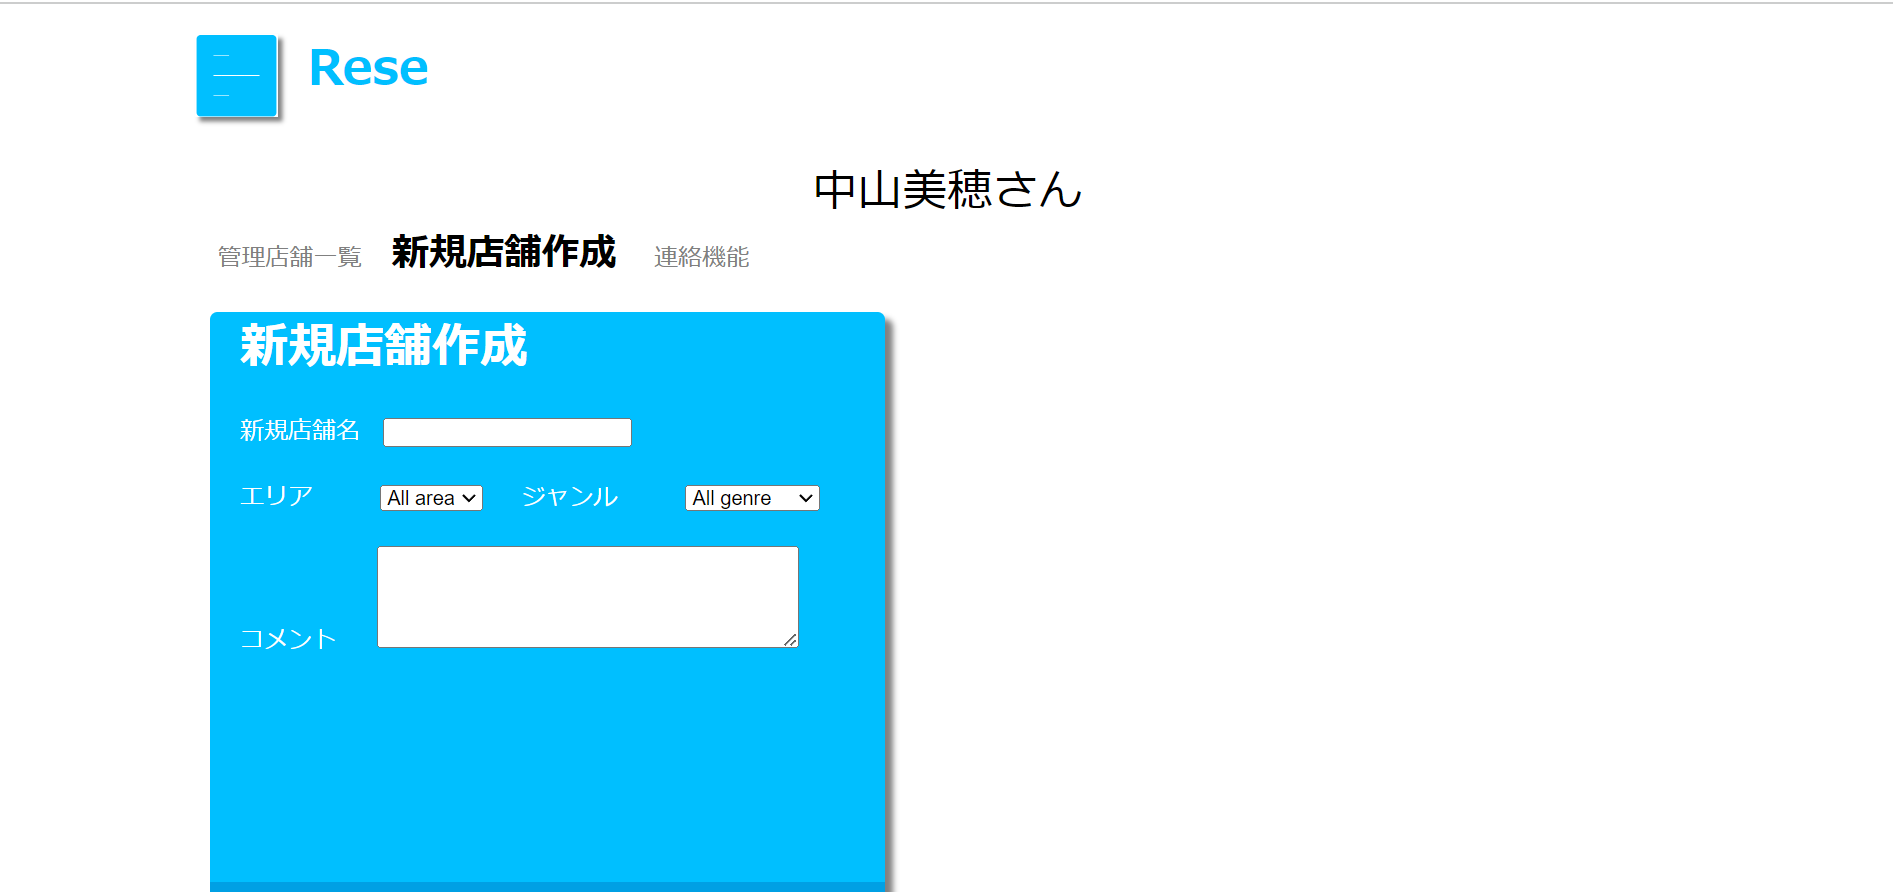 Rese
中山美穂さん
管理店舗一覧 新規店舗作成 連絡機能
新規店舗作成
新規店舗名
エリア All area ジャンル All genre
コメント